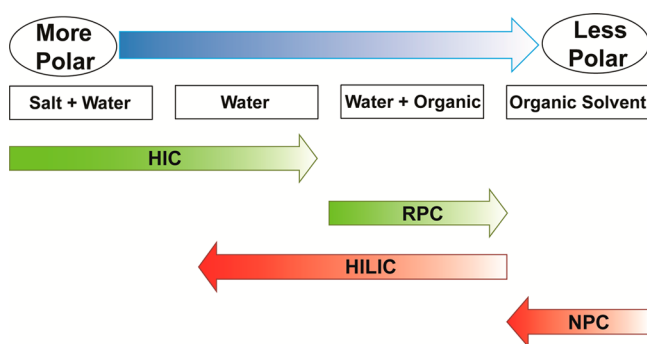 More
Polar
Less
Polar
Salt + Water
Water
Water + Organic
Organic Solvent
HIC
RPC
HILIC
NPC